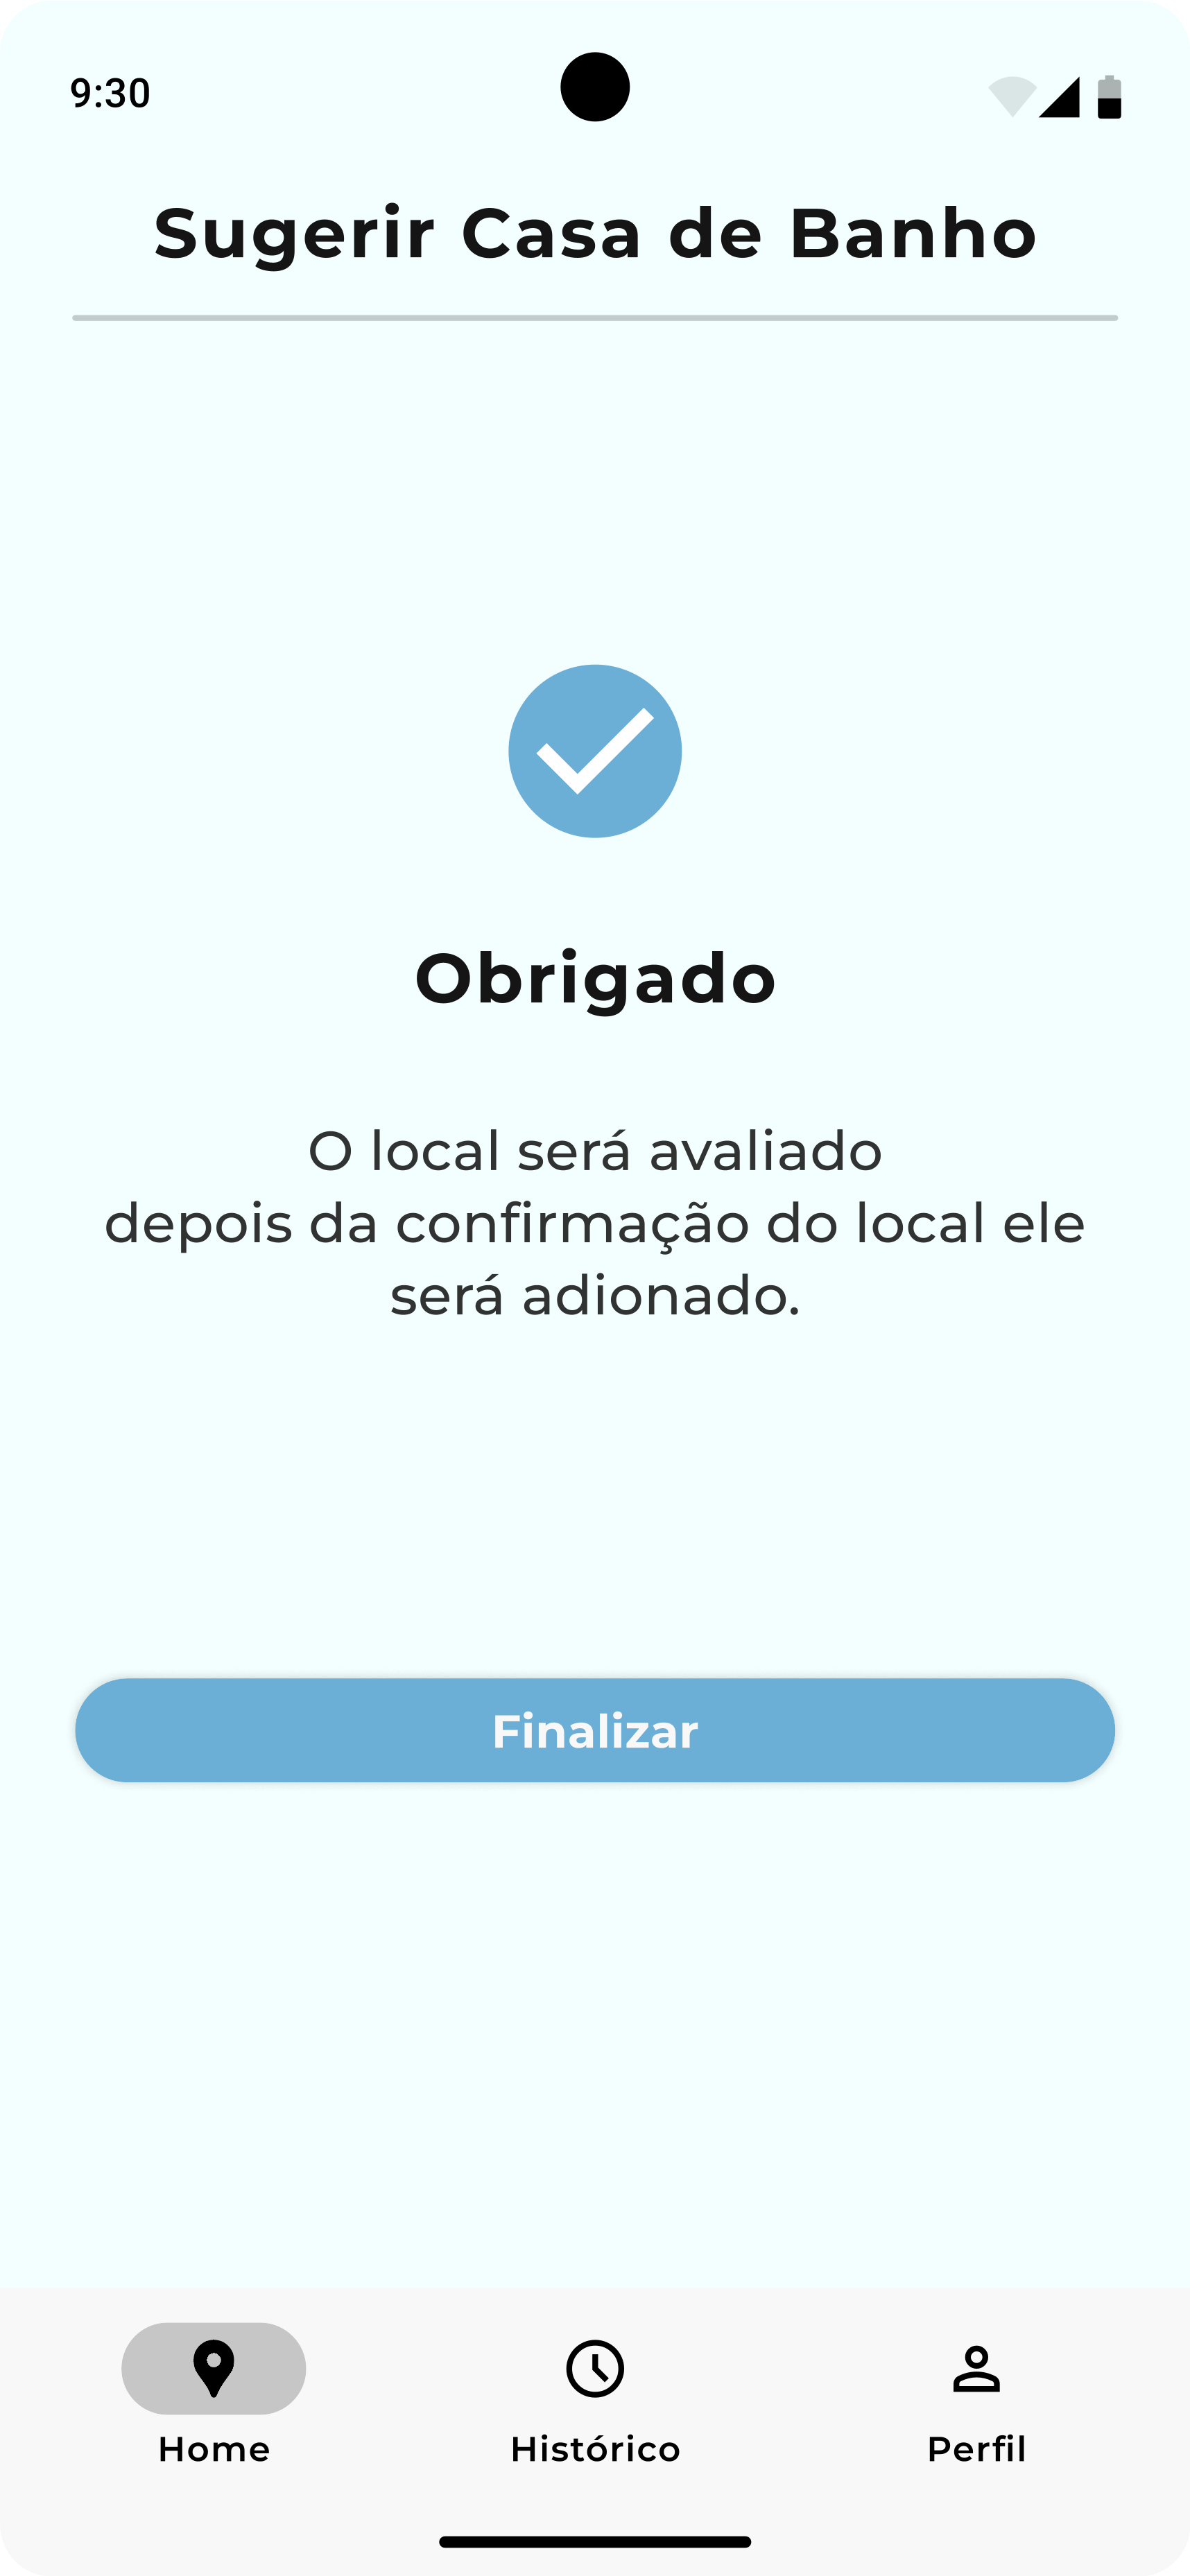 9:30
Sugerir Casa de Banho
Obrigado
O local será avaliado
depois da confirmação do local ele
será adionado.
Finalizar
Home
Histórico
Perfil